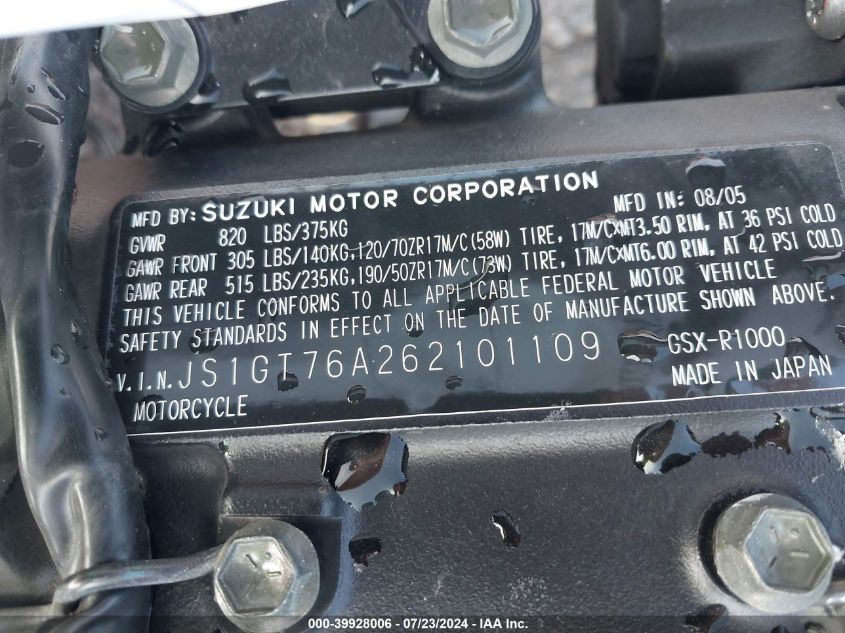 MFD BY: SUZUKI MOTOR CORPORATION MFD IN: 08/05
GVWR 820 LBS/375KG
GAWR FRONT 305 LBS/140KG,120/70ZR17M/C(58W) TIRE, 17M/CXMT3.50 RIM, AT 36 PSI COLD
GAWR REAR 515 LBS/235KG,190/50ZR17M/C(73W) TIRE, 17M/CXMT6.00 RIM, AT 42 PSI COLD
THIS VEHICLE CONFORMS TO ALL APPLICABLE FEDERAL MOTOR VEHICLE
SAFETY STANDARDS IN EFFECT ON THE DATE OF MANUFACTURE SHOWN ABOVE.
V.I.N. JS1GT76A262101109 GSX-R1000
MOTORCYCLE MADE IN JAPAN
000-39928006 - 07/23/2024 - IAA Inc.